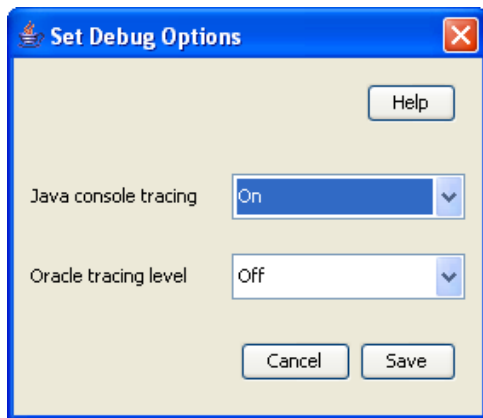 Set Debug Options
Help
Java console tracing On
Oracle tracing level Off
Cancel Save